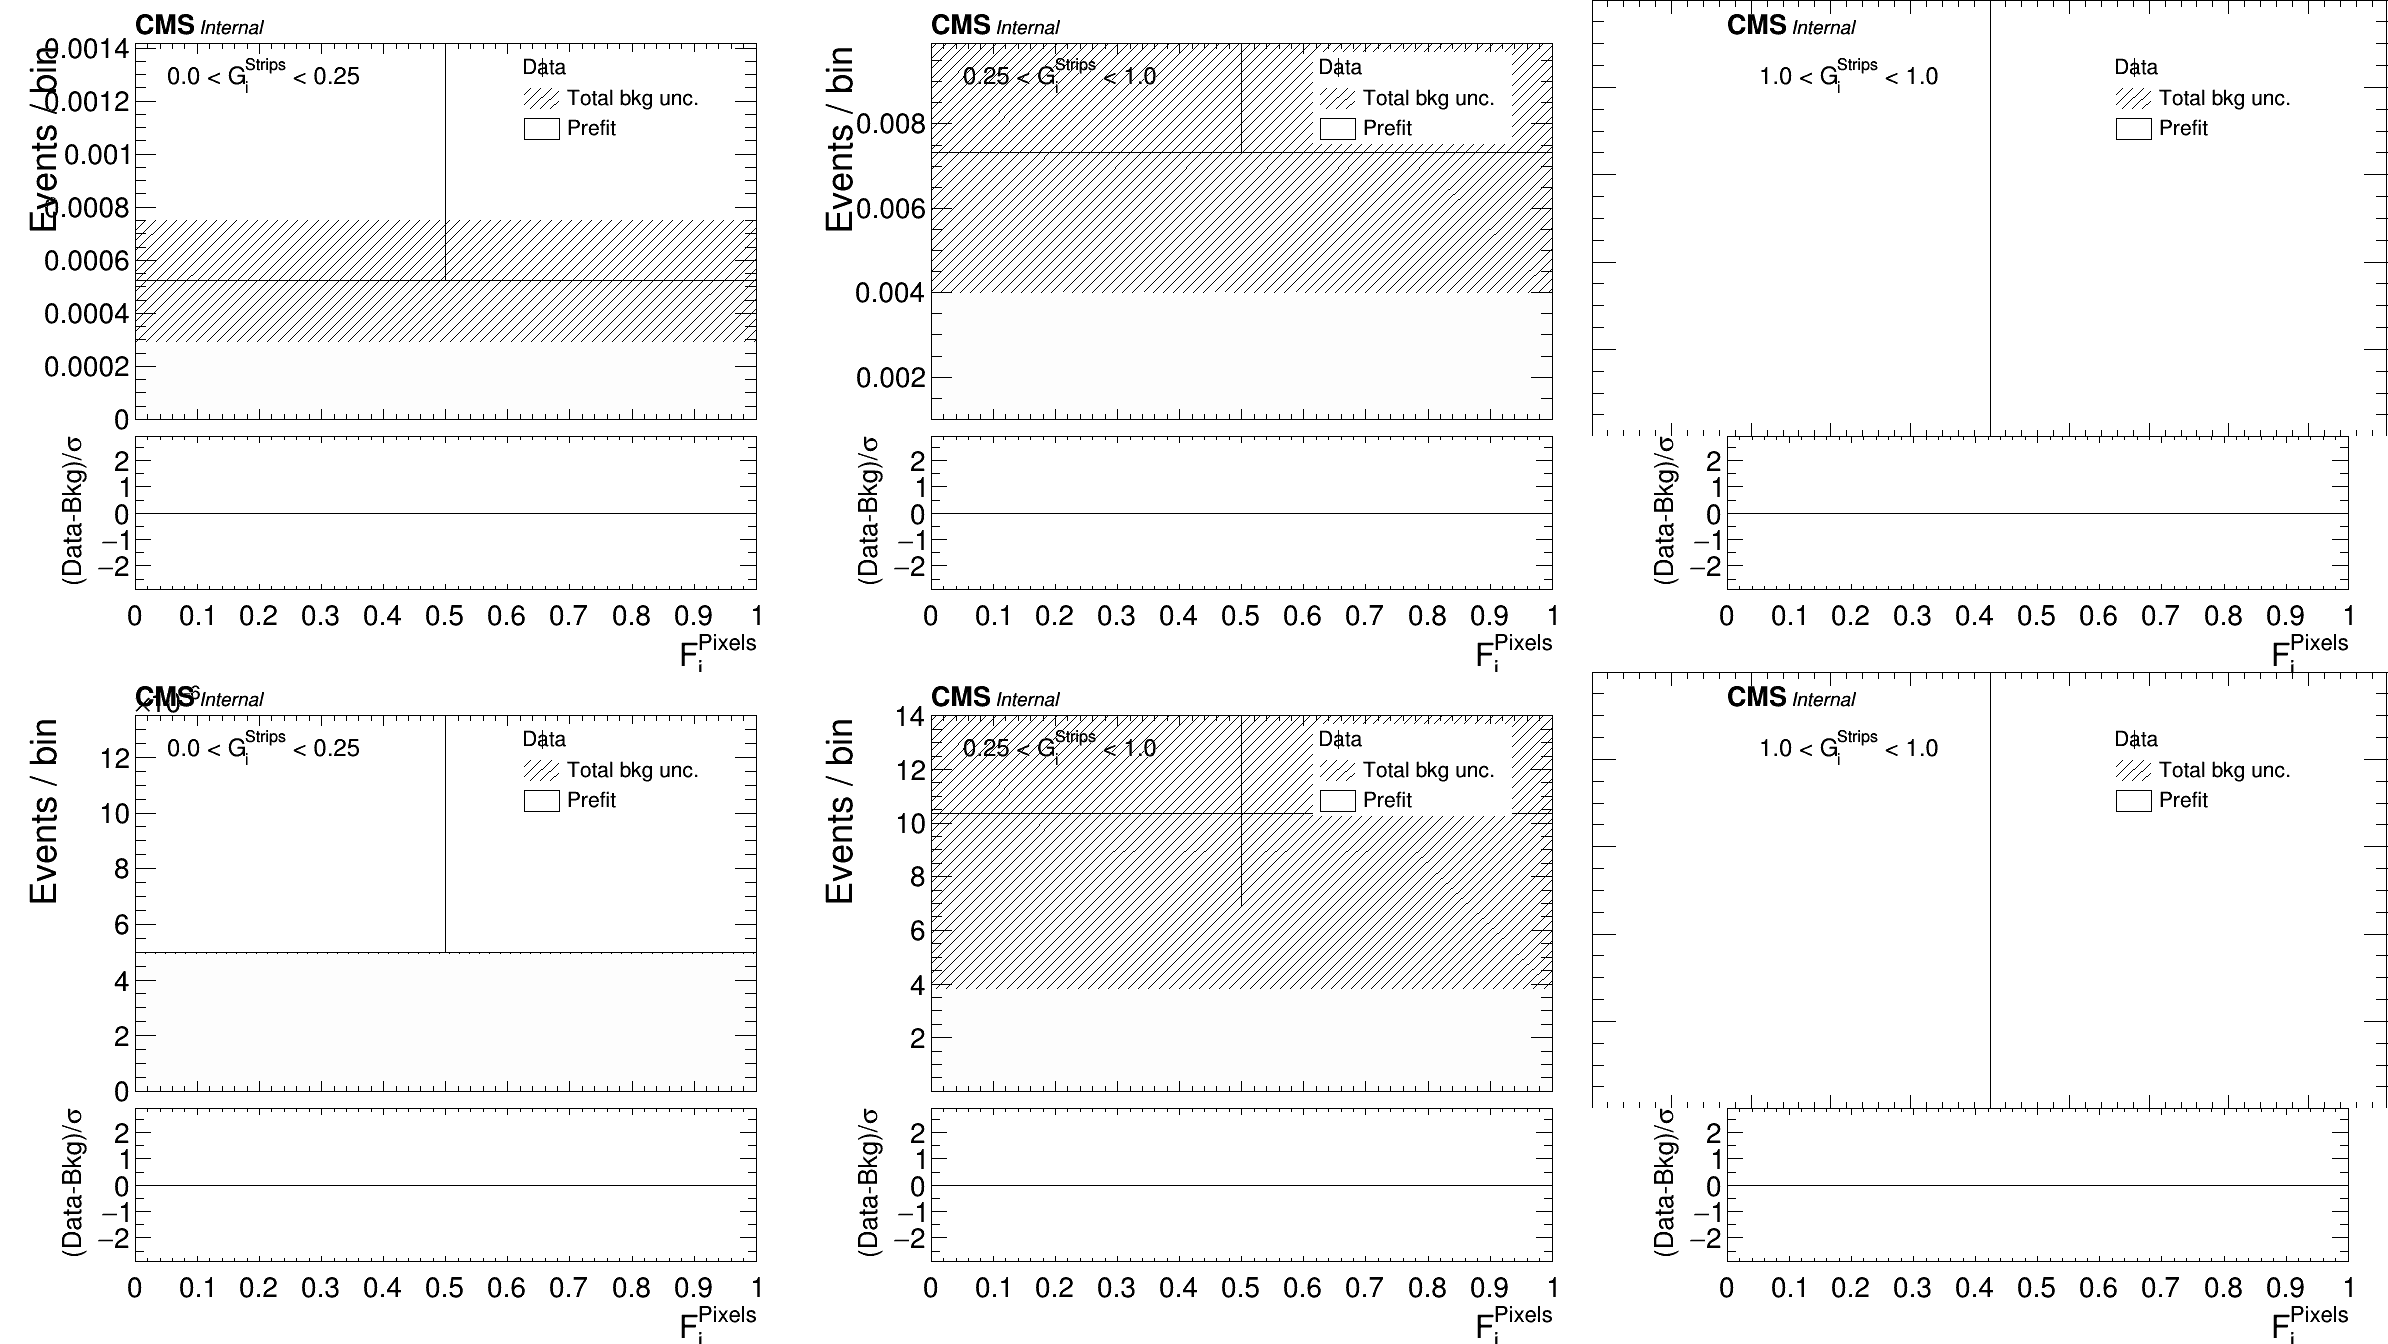 CMS Internal
0.0 < G_i^Strips < 0.25
Data
Total bkg unc.
Prefit
Events / bin
0.0014
0.0012
0.001
0.0008
0.0006
0.0004
0.0002
0
(Data-Bkg)/σ
2
1
0
−1
−2
0 0.1 0.2 0.3 0.4 0.5 0.6 0.7 0.8 0.9 1
F_i^Pixels
CMS Internal
0.25 < G_i^Strips < 1.0
Data
Total bkg unc.
Prefit
Events / bin
0.008
0.006
0.004
0.002
(Data-Bkg)/σ
2
1
0
−1
−2
0 0.1 0.2 0.3 0.4 0.5 0.6 0.7 0.8 0.9 1
F_i^Pixels
CMS Internal
1.0 < G_i^Strips < 1.0
Data
Total bkg unc.
Prefit
(Data-Bkg)/σ
2
1
0
−1
−2
0 0.1 0.2 0.3 0.4 0.5 0.6 0.7 0.8 0.9 1
F_i^Pixels
×10^−6
CMS Internal
0.0 < G_i^Strips < 0.25
Data
Total bkg unc.
Prefit
Events / bin
12
10
8
6
4
2
0
(Data-Bkg)/σ
2
1
0
−1
−2
0 0.1 0.2 0.3 0.4 0.5 0.6 0.7 0.8 0.9 1
F_i^Pixels
CMS Internal
0.25 < G_i^Strips < 1.0
Data
Total bkg unc.
Prefit
Events / bin
14
12
10
8
6
4
2
(Data-Bkg)/σ
2
1
0
−1
−2
0 0.1 0.2 0.3 0.4 0.5 0.6 0.7 0.8 0.9 1
F_i^Pixels
CMS Internal
1.0 < G_i^Strips < 1.0
Data
Total bkg unc.
Prefit
(Data-Bkg)/σ
2
1
0
−1
−2
0 0.1 0.2 0.3 0.4 0.5 0.6 0.7 0.8 0.9 1
F_i^Pixels